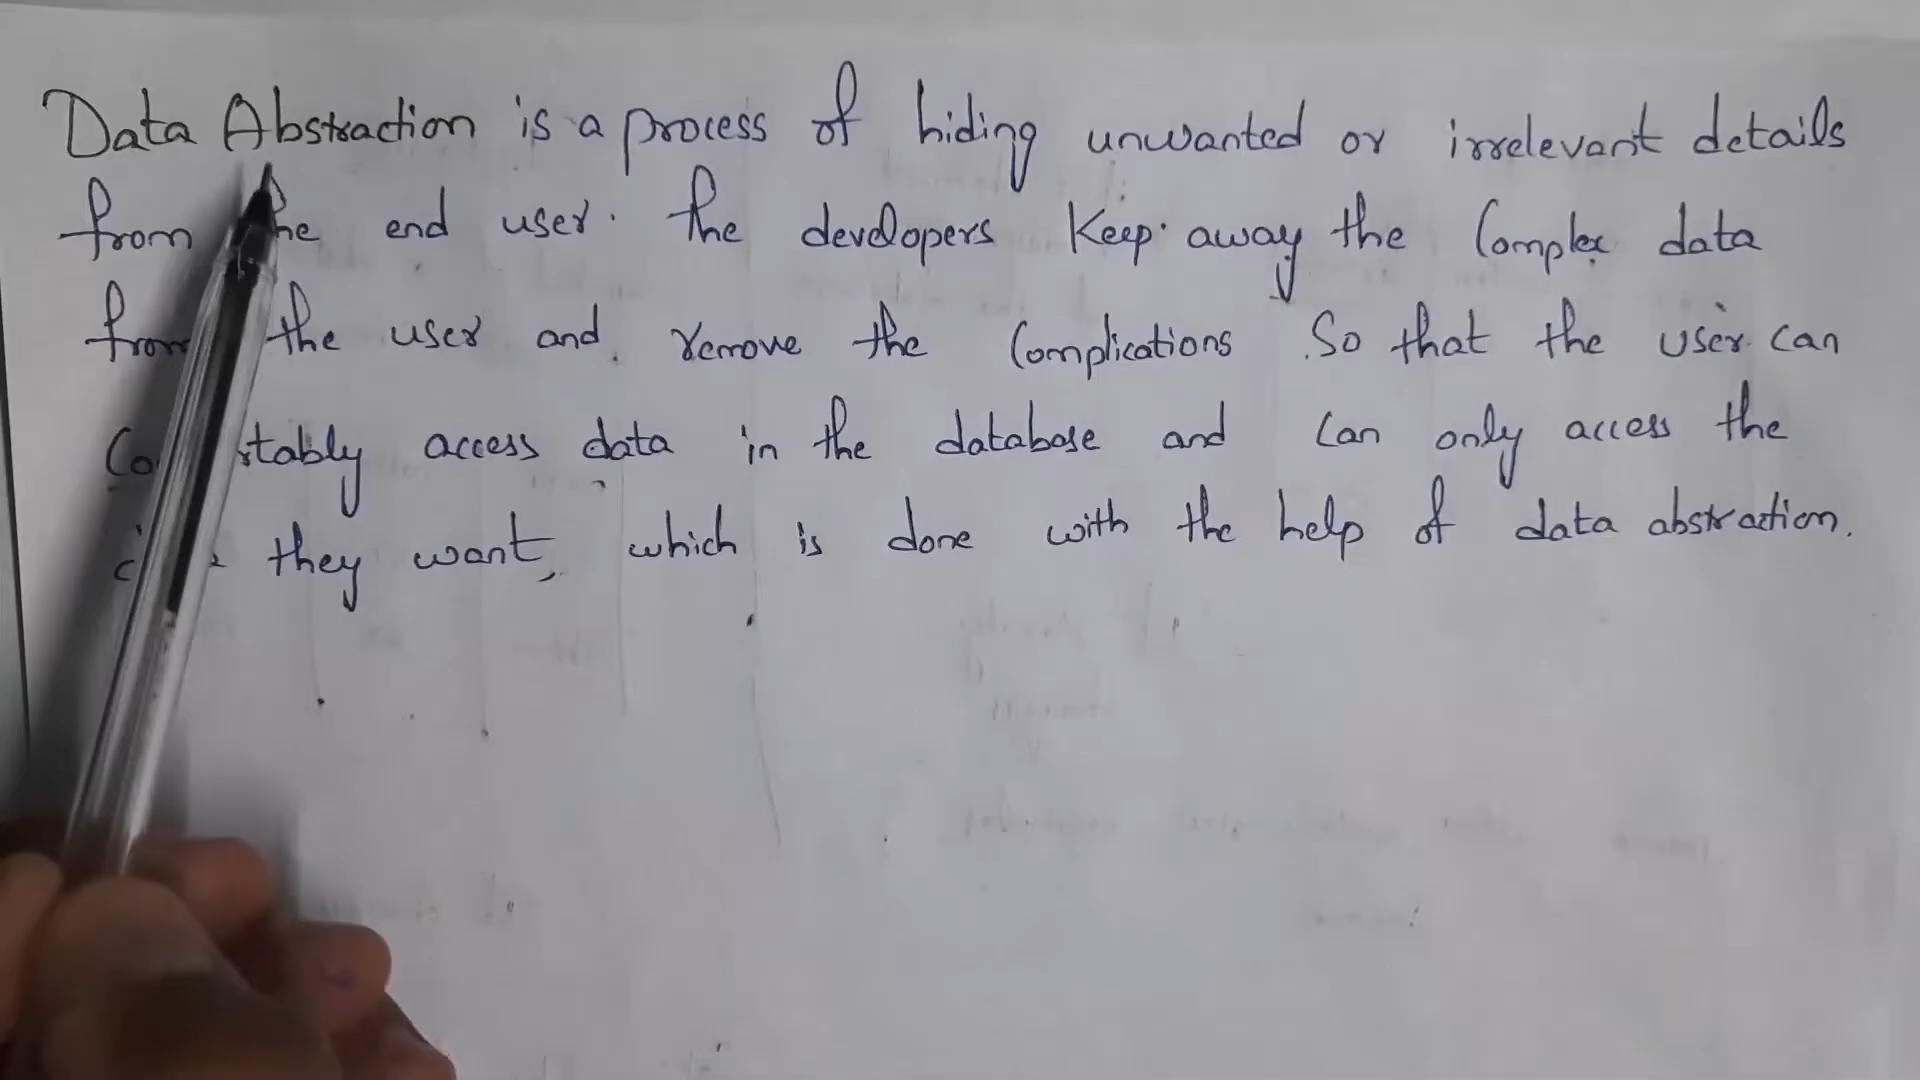 Data Abstraction is a process of hiding unwanted or irrelevant details
from the end user. the developers Keep away the Complex data
from the user and remove the Complications So that the user can
access data in the database and can only access the
they want, which is done with the help of data abstraction.